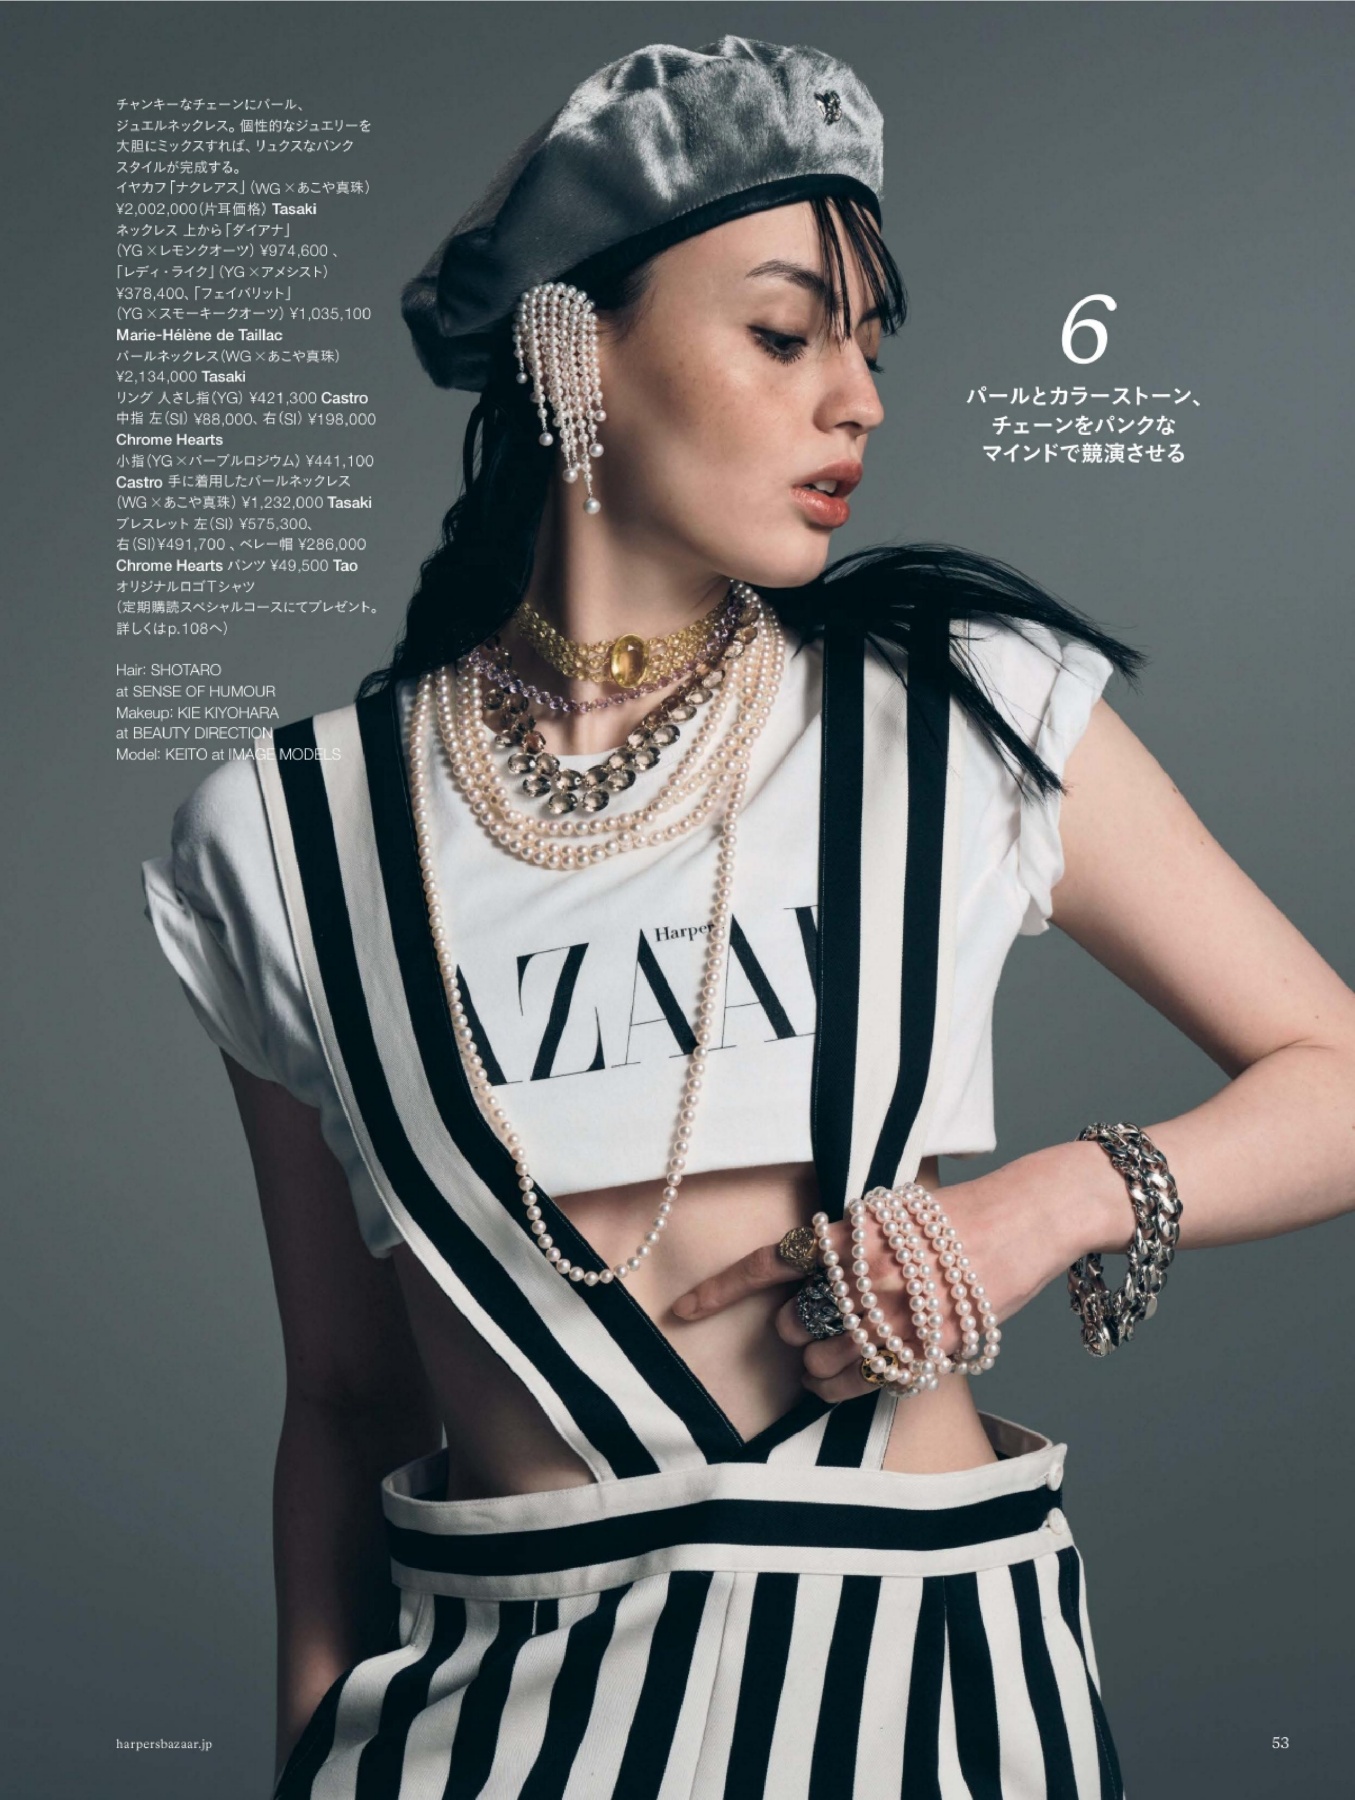 チャンキーなチェーンにパール、
ジュエルネックレス。個性的なジュエリーを
大胆にミックスすれば、リュクスなパンク
スタイルが完成する。
イヤカフ「ナクレアス」(WG×あこや真珠)
¥2,002,000(片耳価格) Tasaki
ネックレス 上から「ダイアナ」
(YG×レモンクオーツ) ¥974,600 、
「レディ・ライク」(YG×アメシスト)
¥378,400、「フェイバリット」
(YG×スモーキークオーツ) ¥1,035,100
Marie-Hélène de Taillac
パールネックレス(WG×あこや真珠)
¥2,134,000 Tasaki
リング 人さし指(YG) ¥421,300 Castro
中指 左(SI) ¥88,000、右(SI) ¥198,000
Chrome Hearts
小指(YG×パープルロジウム) ¥441,100
Castro 手に着用したパールネックレス
(WG×あこや真珠) ¥1,232,000 Tasaki
ブレスレット 左(SI) ¥575,300、
右(SI)¥491,700 、ベレー帽 ¥286,000
Chrome Hearts パンツ ¥49,500 Tao
オリジナルロゴTシャツ
(定期購読スペシャルコースにてプレゼント。
詳しくはp.108へ)
Hair: SHOTARO
at SENSE OF HUMOUR
Makeup: KIE KIYOHARA
at BEAUTY DIRECTION
Model: KEITO at IMAGE MODELS
6
パールとカラーストーン、
チェーンをパンクな
マインドで競演させる
Harper
AZAA
harpersbazaar.jp
53